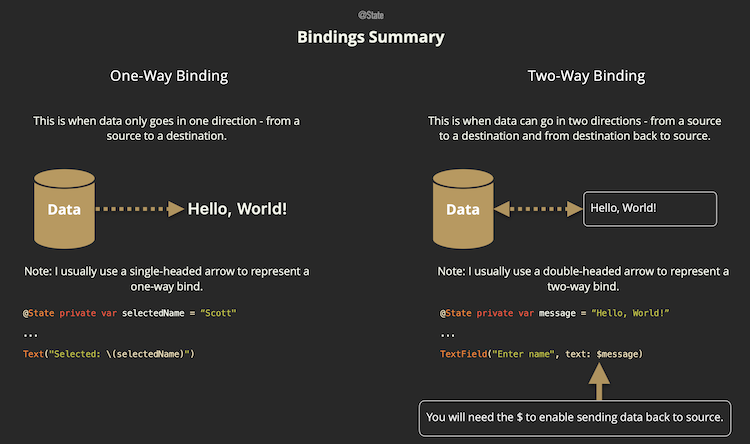 @State
Bindings Summary
One-Way Binding
This is when data only goes in one direction - from a
source to a destination.
Data
Hello, World!
Note: I usually use a single-headed arrow to represent a
one-way bind.
@State private var selectedName = “Scott"
...
Text("Selected: \(selectedName)")
Two-Way Binding
This is when data can go in two directions - from a source
to a destination and from destination back to source.
Data
Hello, World!
Note: I usually use a double-headed arrow to represent a
two-way bind.
@State private var message = “Hello, World!”
...
TextField("Enter name", text: $message)
You will need the $ to enable sending data back to source.